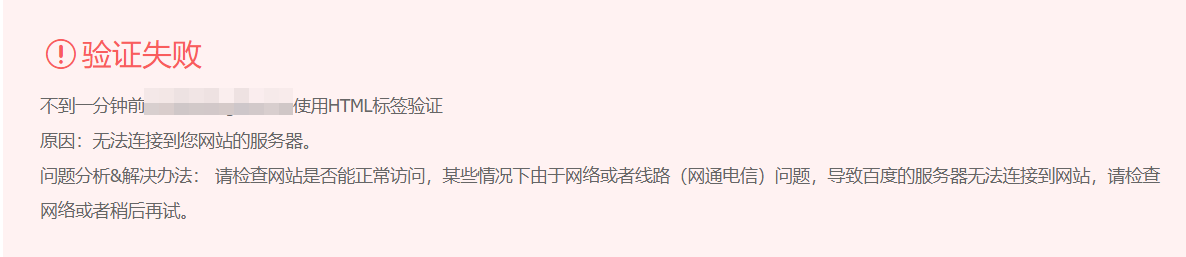 验证失败
不到一分钟前使用HTML标签验证
原因：无法连接到您网站的服务器。
问题分析&解决办法： 请检查网站是否能正常访问，某些情况下由于网络或者线路（网通电信）问题，导致百度的服务器无法连接到网站，请检查
网络或者稍后再试。